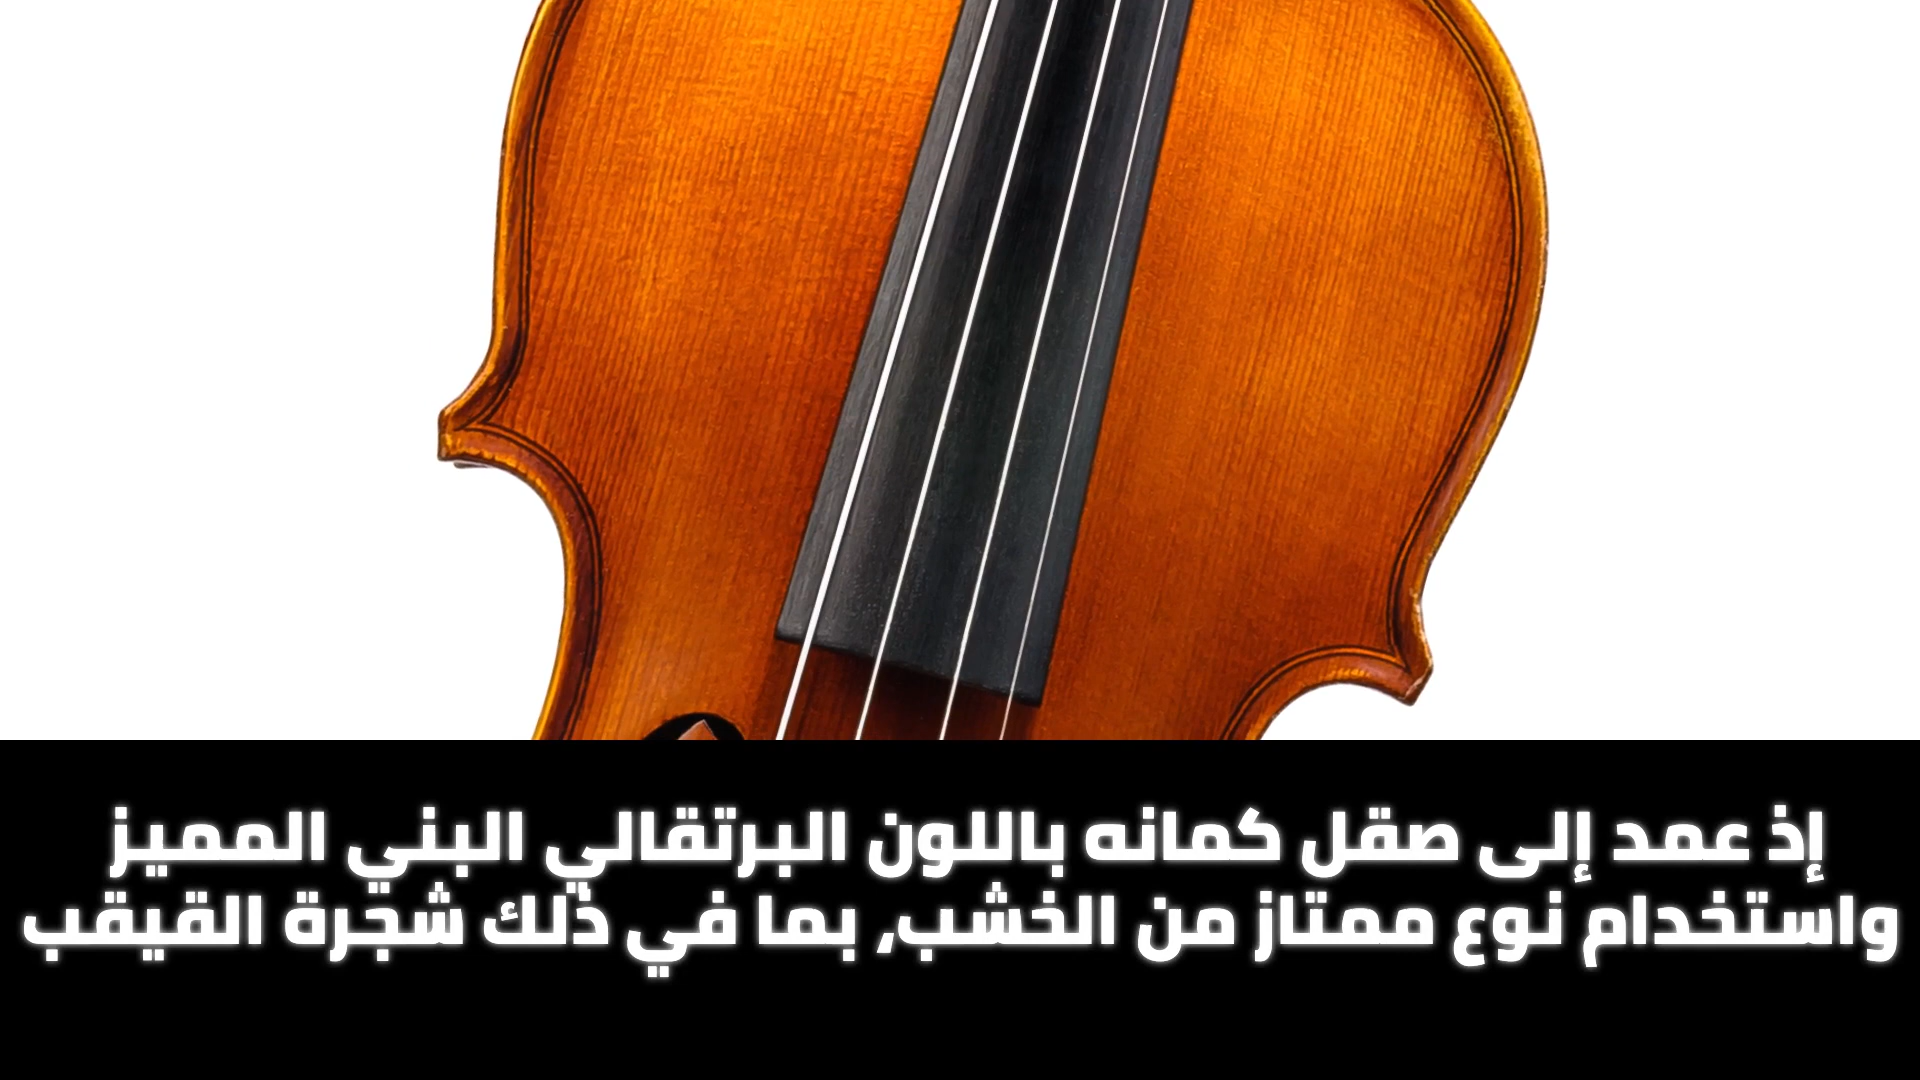 إذ عمد إلى صقل كمانه باللون البرتقالي البني المميز
واستخدام نوع ممتاز من الخشب, بما في ذلك شجرة القيقب